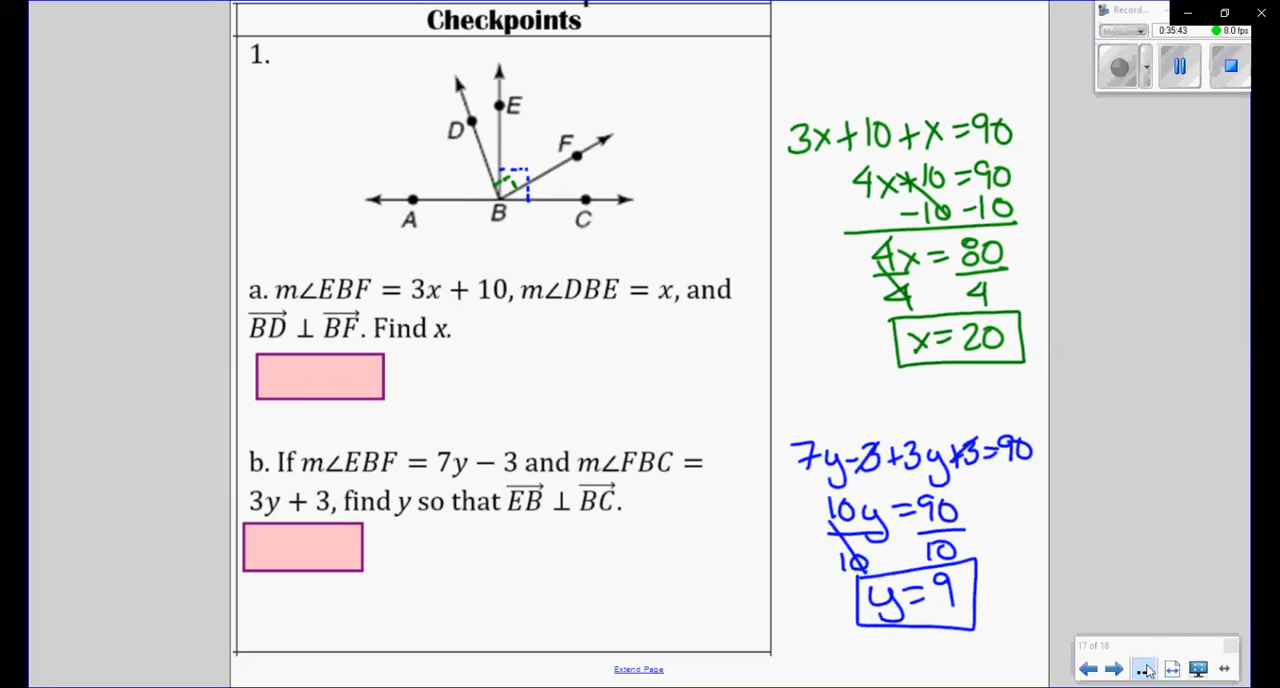 Checkpoints
Record..
Menu
0:35:43
8.0 fps
1.
E
D
F
A
B
C
a. m∠EBF = 3x + 10, m∠DBE = x, and
BD ⊥ BF. Find x.
b. If m∠EBF = 7y − 3 and m∠FBC =
3y + 3, find y so that EB ⊥ BC.
3x+10+x=90
4x+10=90
-10 -10
4x = 80
4 4
x=20
7y-3+3y+3=90
10y=90
10 10
y=9
Extend Page
17 of 18